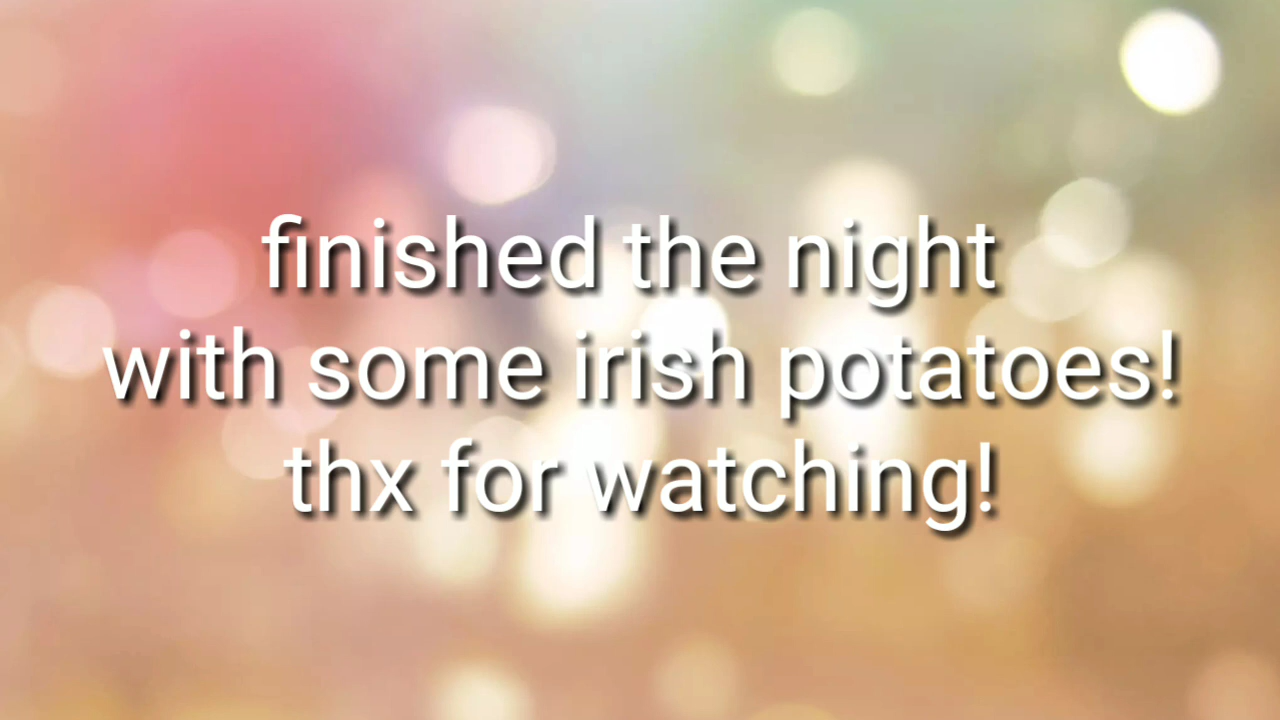 finished the night
with some irish potatoes!
thx for watching!